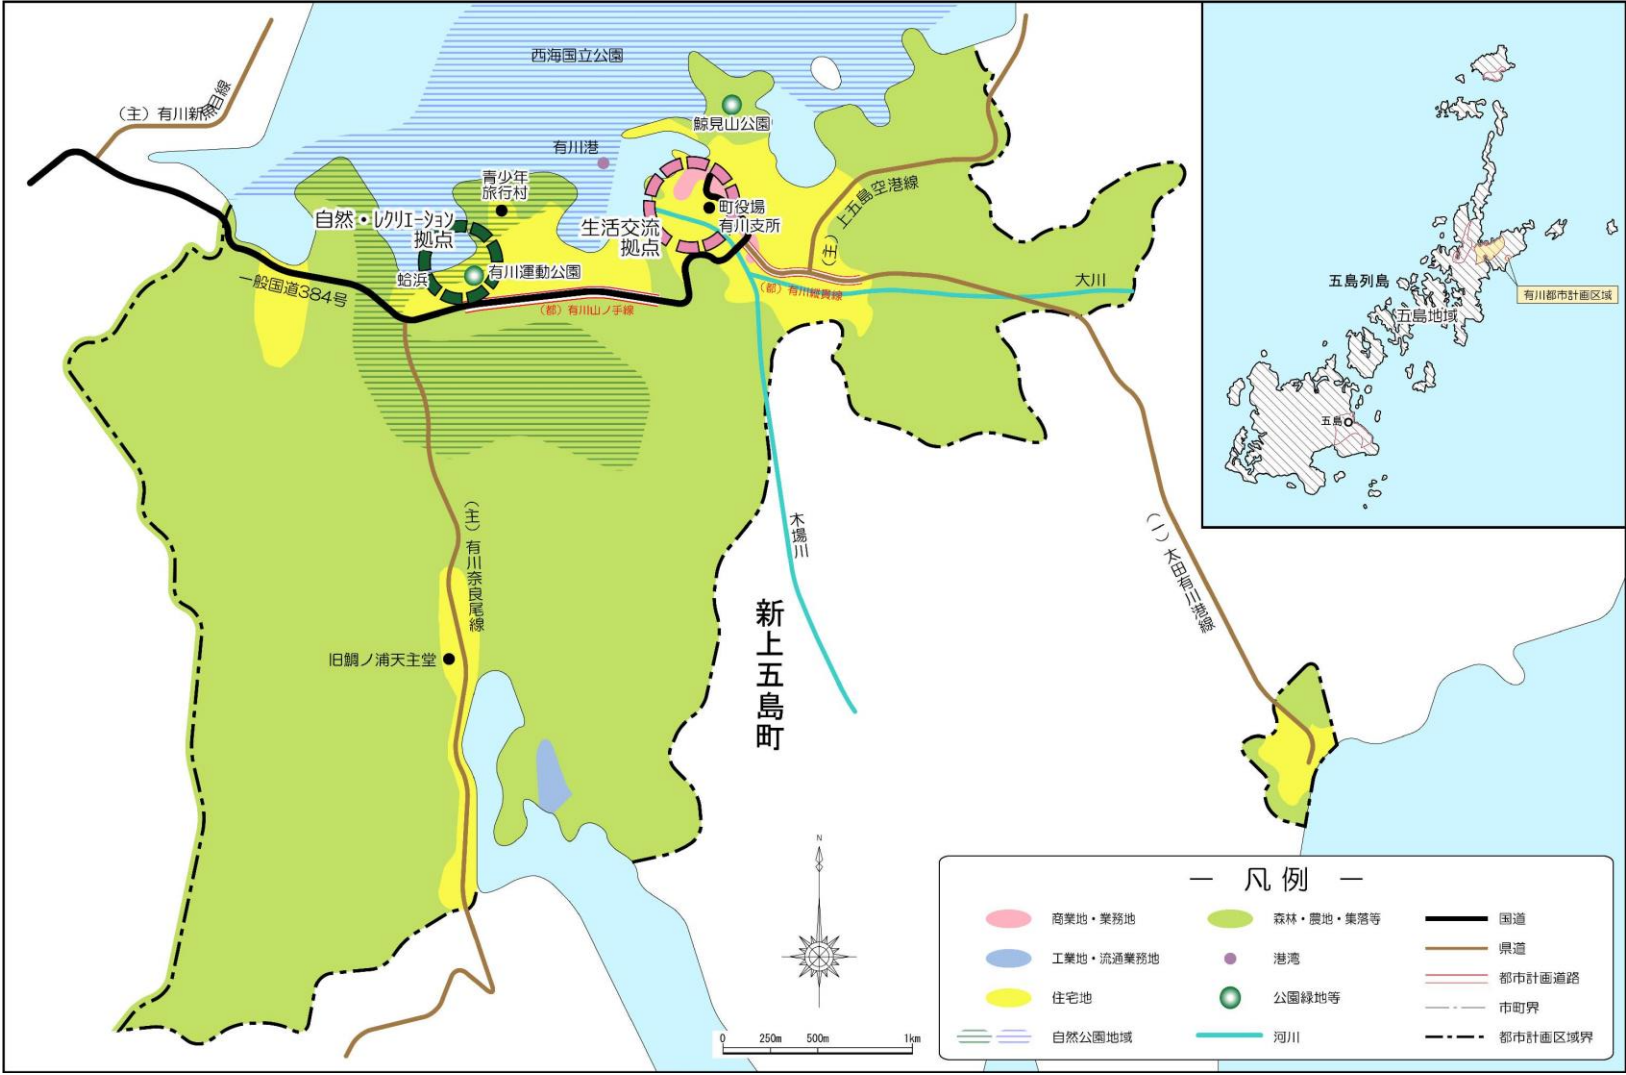 西海国立公園
(主)有川新魚目線
鯨見山公園
有川港
青少年
旅行村
町役場
有川支所
自然・レクリエーション
拠点
生活交流
拠点
(主)上五島空港線
蛤浜
有川運動公園
一般国道384号
(都)有川山ノ手線
(都)有川縦貫線
大川
(主)有川奈良尾線
木場川
(一)太田有川港線
旧鯛ノ浦天主堂
新上五島町
五島列島
五島地域
有川都市計画区域
五島
N
0 250m 500m 1km
― 凡例 ―
商業地・業務地
工業地・流通業務地
住宅地
自然公園地域
森林・農地・集落等
港湾
公園緑地等
河川
国道
県道
都市計画道路
市町界
都市計画区域界